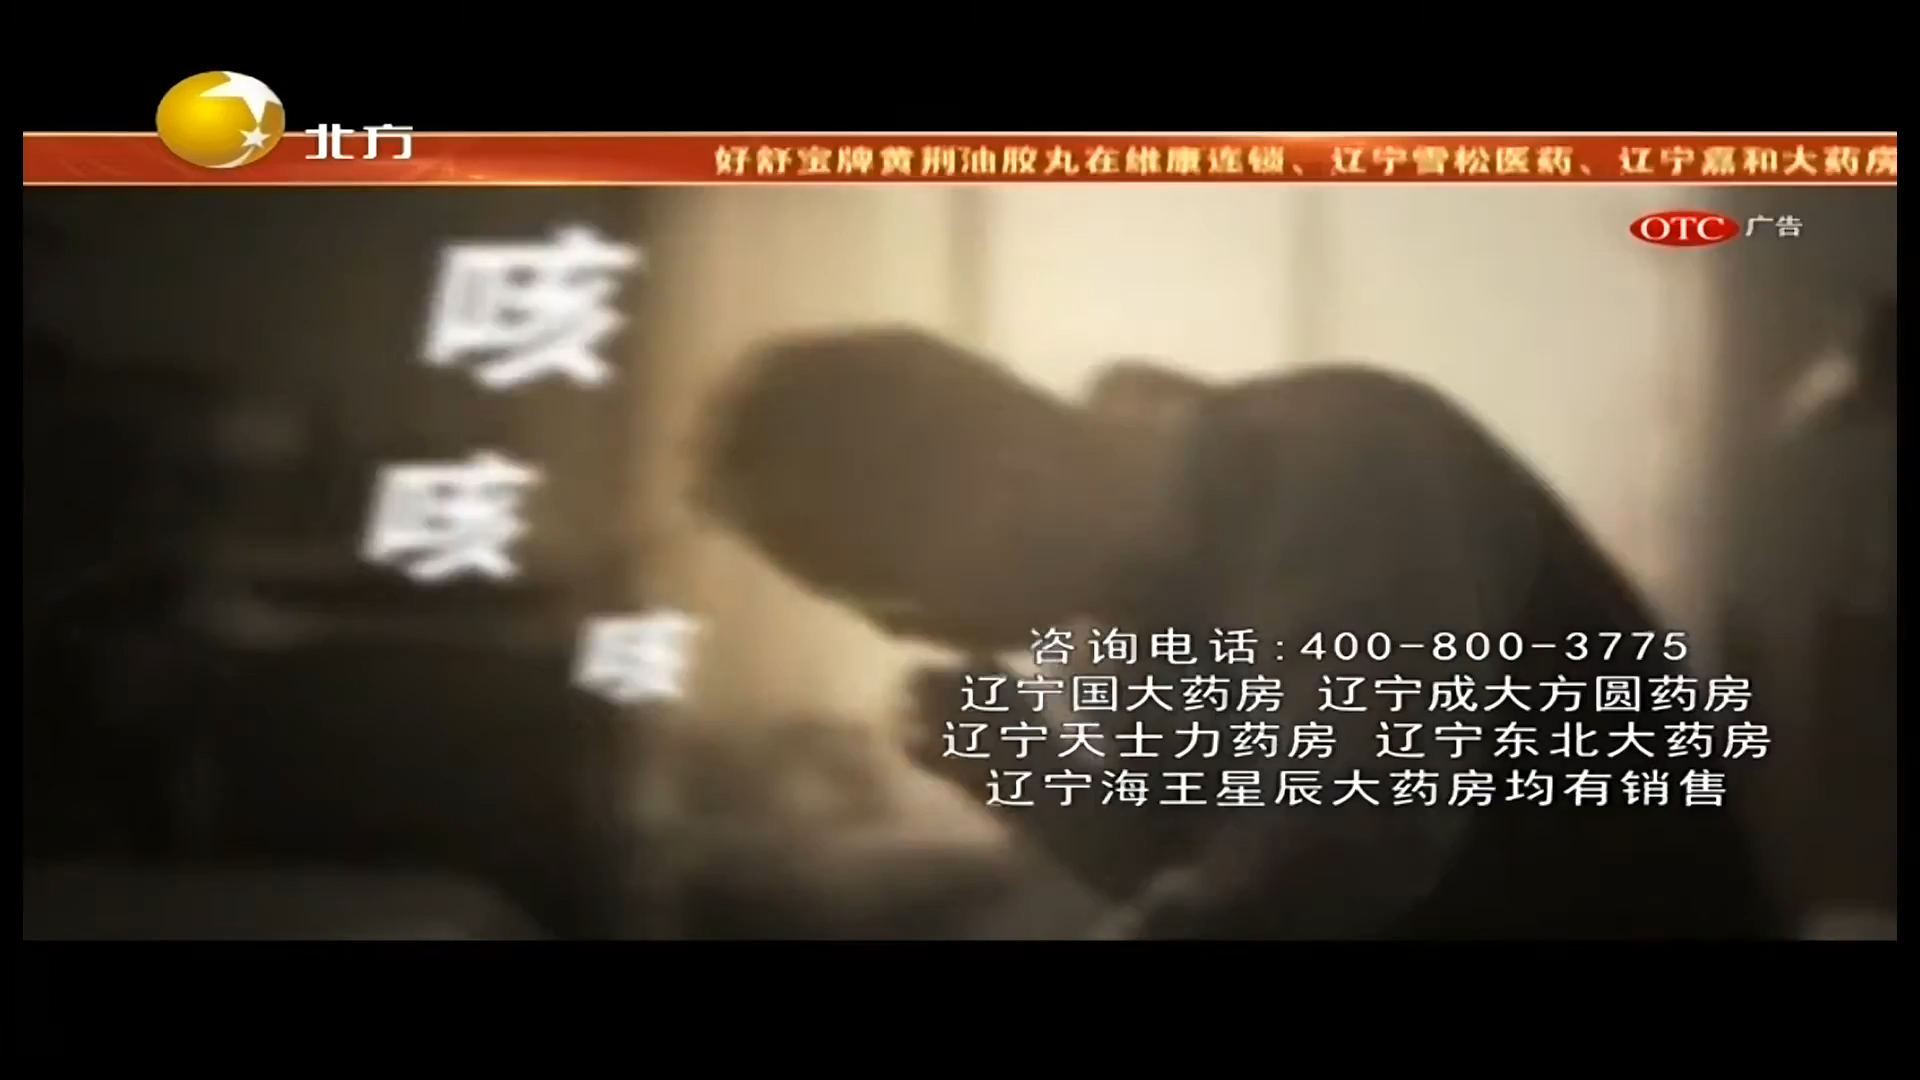 北方
好舒宝牌黄荆油胶丸在维康连锁、辽宁雪松医药、辽宁嘉和大药房
OTC 广告
咳
咳
咳
咨询电话:400-800-3775
辽宁国大药房 辽宁成大方圆药房
辽宁天士力药房 辽宁东北大药房
辽宁海王星辰大药房均有销售